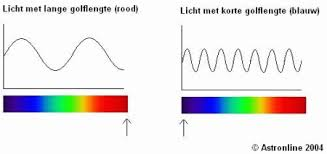 Licht met lange golflengte (rood)
Licht met korte golflengte (blauw)
© Astronline 2004